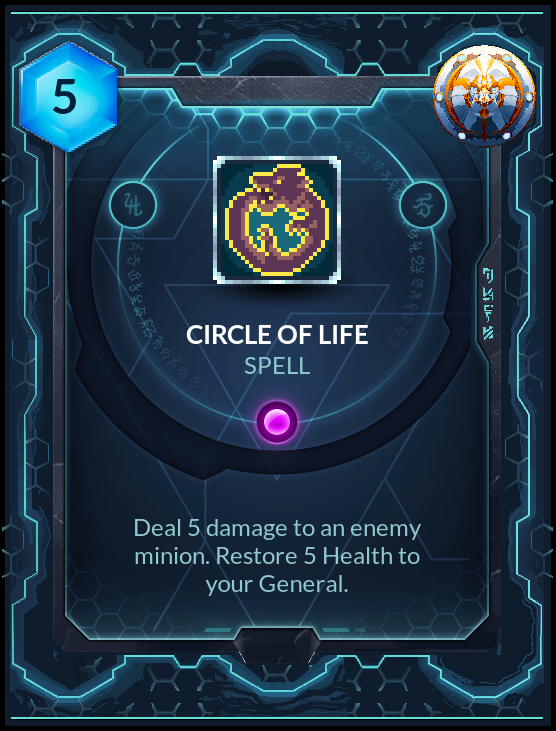 5
CIRCLE OF LIFE
SPELL
Deal 5 damage to an enemy
minion. Restore 5 Health to
your General.